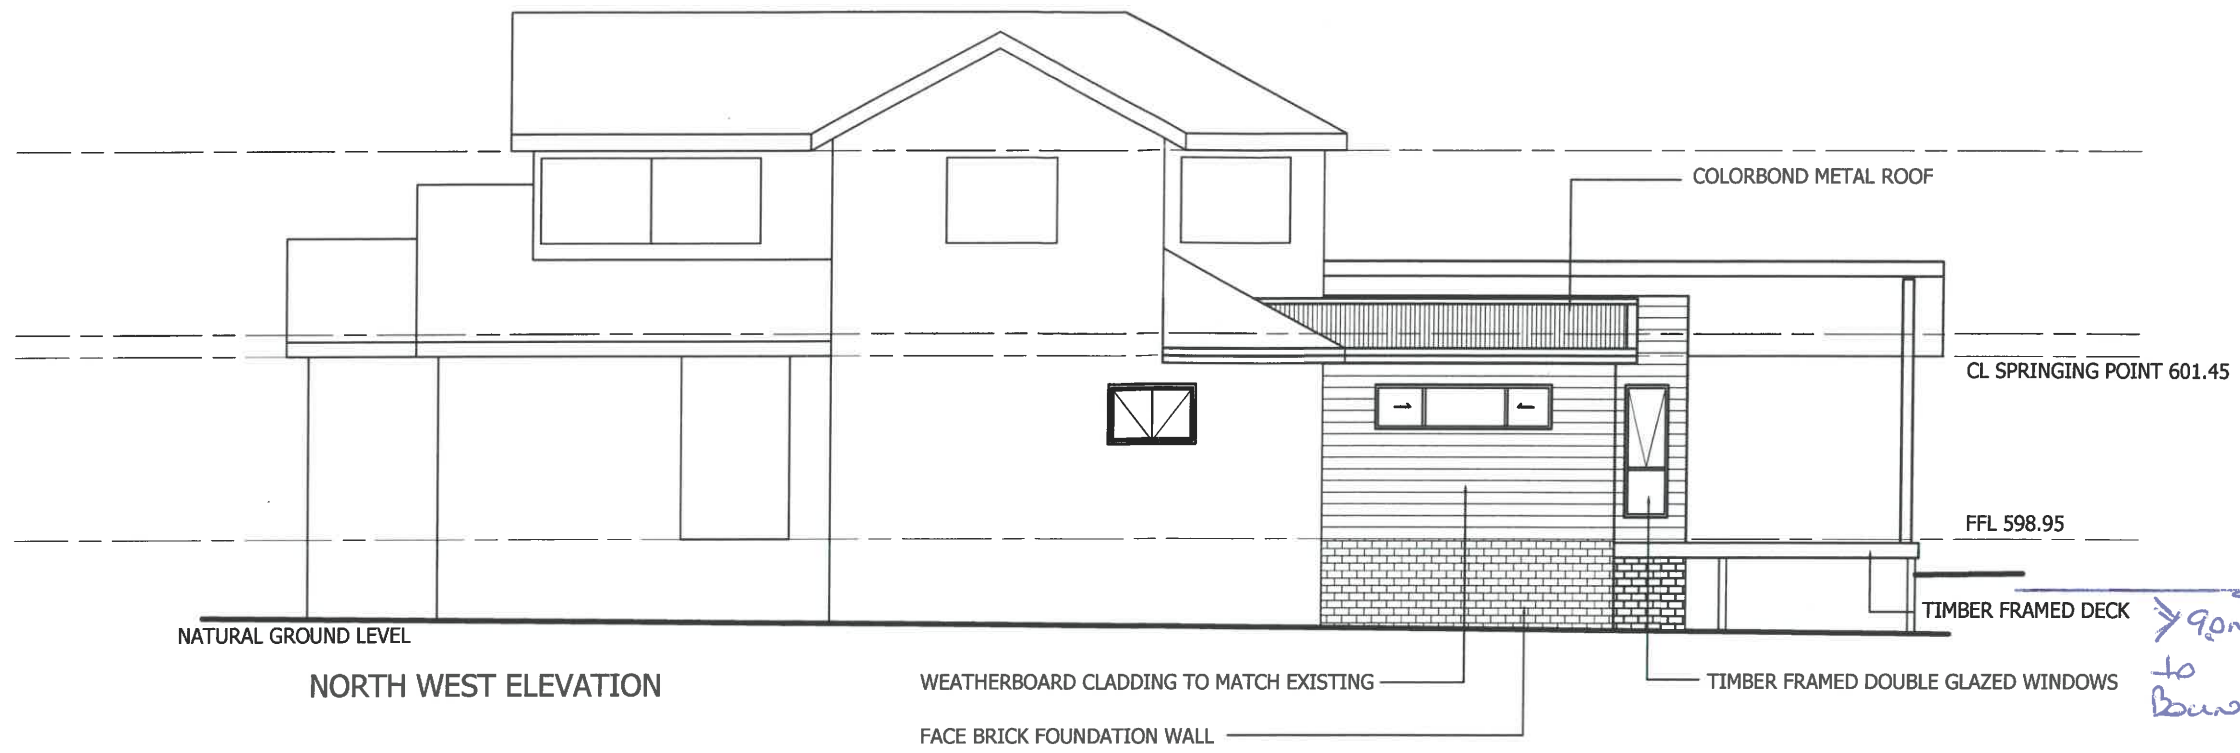 COLORBOND METAL ROOF
CL SPRINGING POINT 601.45
FFL 598.95
TIMBER FRAMED DECK
NATURAL GROUND LEVEL
to
NORTH WEST ELEVATION
WEATHERBOARD CLADDING TO MATCH EXISTING
TIMBER FRAMED DOUBLE GLAZED WINDOWS
FACE BRICK FOUNDATION WALL